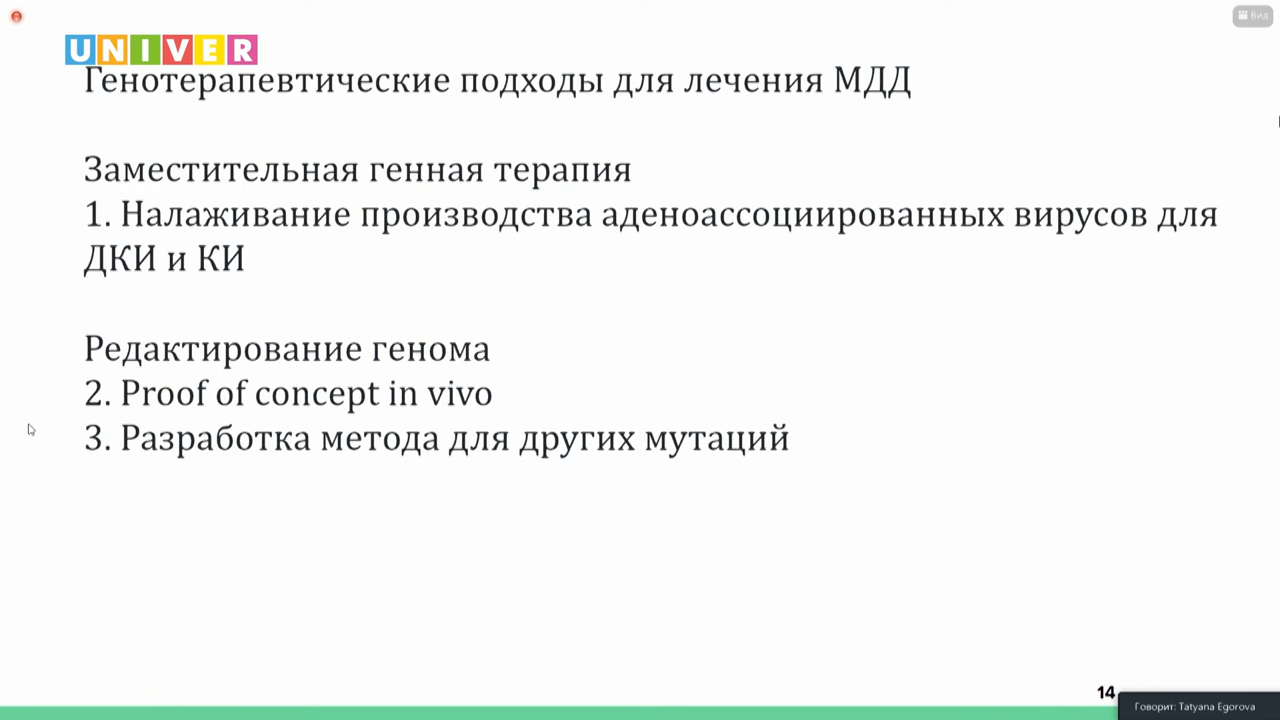 Вид
UNIVER
Генотерапевтические подходы для лечения МДД
Заместительная генная терапия
1. Налаживание производства аденоассоциированных вирусов для
ДКИ и КИ
Редактирование генома
2. Proof of concept in vivo
3. Разработка метода для других мутаций
14
Говорит: Tatyana Egorova